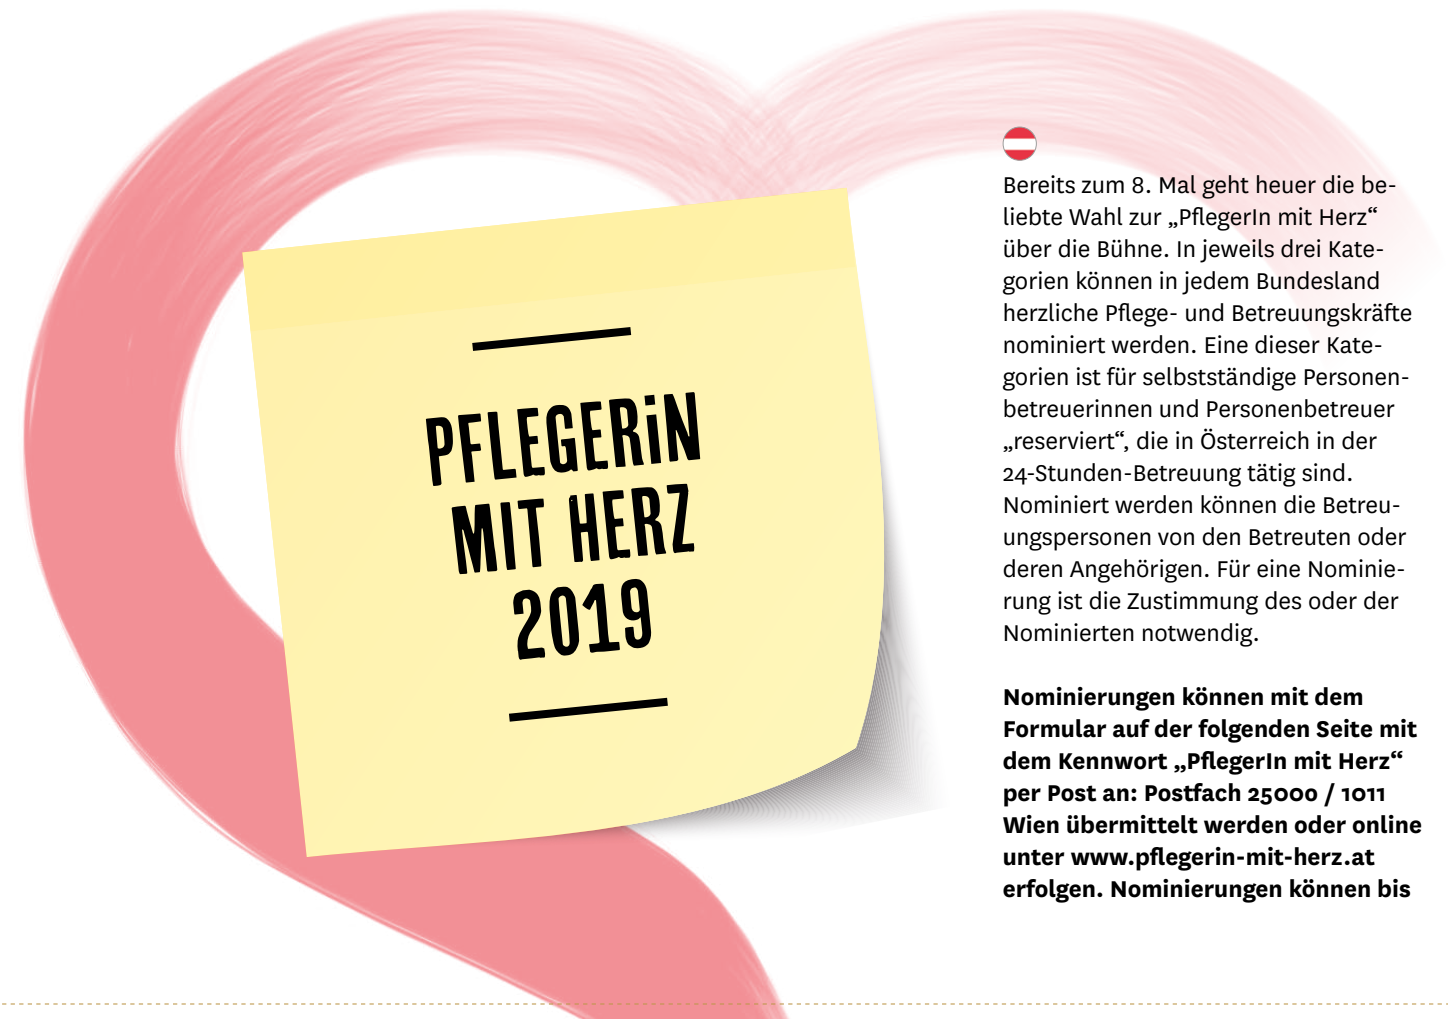 PFLEGERiN
MIT HERZ
2019
Bereits zum 8. Mal geht heuer die be-
liebte Wahl zur „PflegerIn mit Herz“
über die Bühne. In jeweils drei Kate-
gorien können in jedem Bundesland
herzliche Pflege- und Betreuungskräfte
nominiert werden. Eine dieser Kate-
gorien ist für selbstständige Personen-
betreuerinnen und Personenbetreuer
„reserviert“, die in Österreich in der
24-Stunden-Betreuung tätig sind.
Nominiert werden können die Betreu-
ungspersonen von den Betreuten oder
deren Angehörigen. Für eine Nominie-
rung ist die Zustimmung des oder der
Nominierten notwendig.
Nominierungen können mit dem
Formular auf der folgenden Seite mit
dem Kennwort „PflegerIn mit Herz“
per Post an: Postfach 25000 / 1011
Wien übermittelt werden oder online
unter www.pflegerin-mit-herz.at
erfolgen. Nominierungen können bis